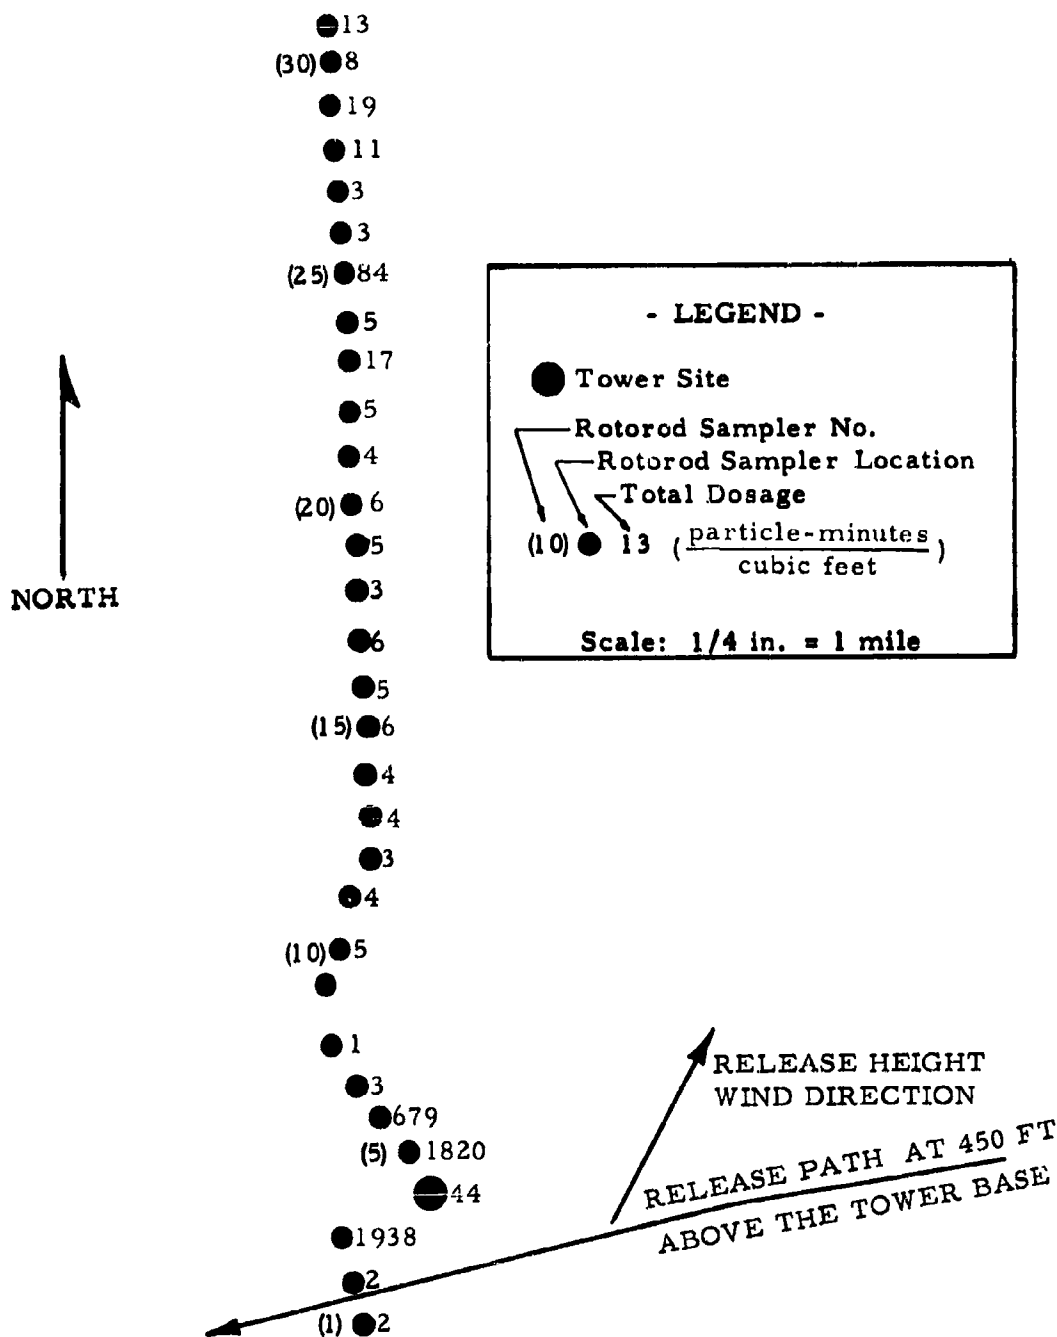 13
(30) 8
19
11
3
3
(25) 84
5
17
5
4
(20) 6
5
3
6
5
(15) 6
4
4
3
4
(10) 5
1
3
679
(5) 1820
44
1938
2
(1) 2
NORTH
- LEGEND -
Tower Site
Rotorod Sampler No.
Rotorod Sampler Location
Total Dosage
(10) 13 (particle-minutes
cubic feet)
Scale: 1/4 in. = 1 mile
RELEASE HEIGHT
WIND DIRECTION
RELEASE PATH AT 450 FT
ABOVE THE TOWER BASE